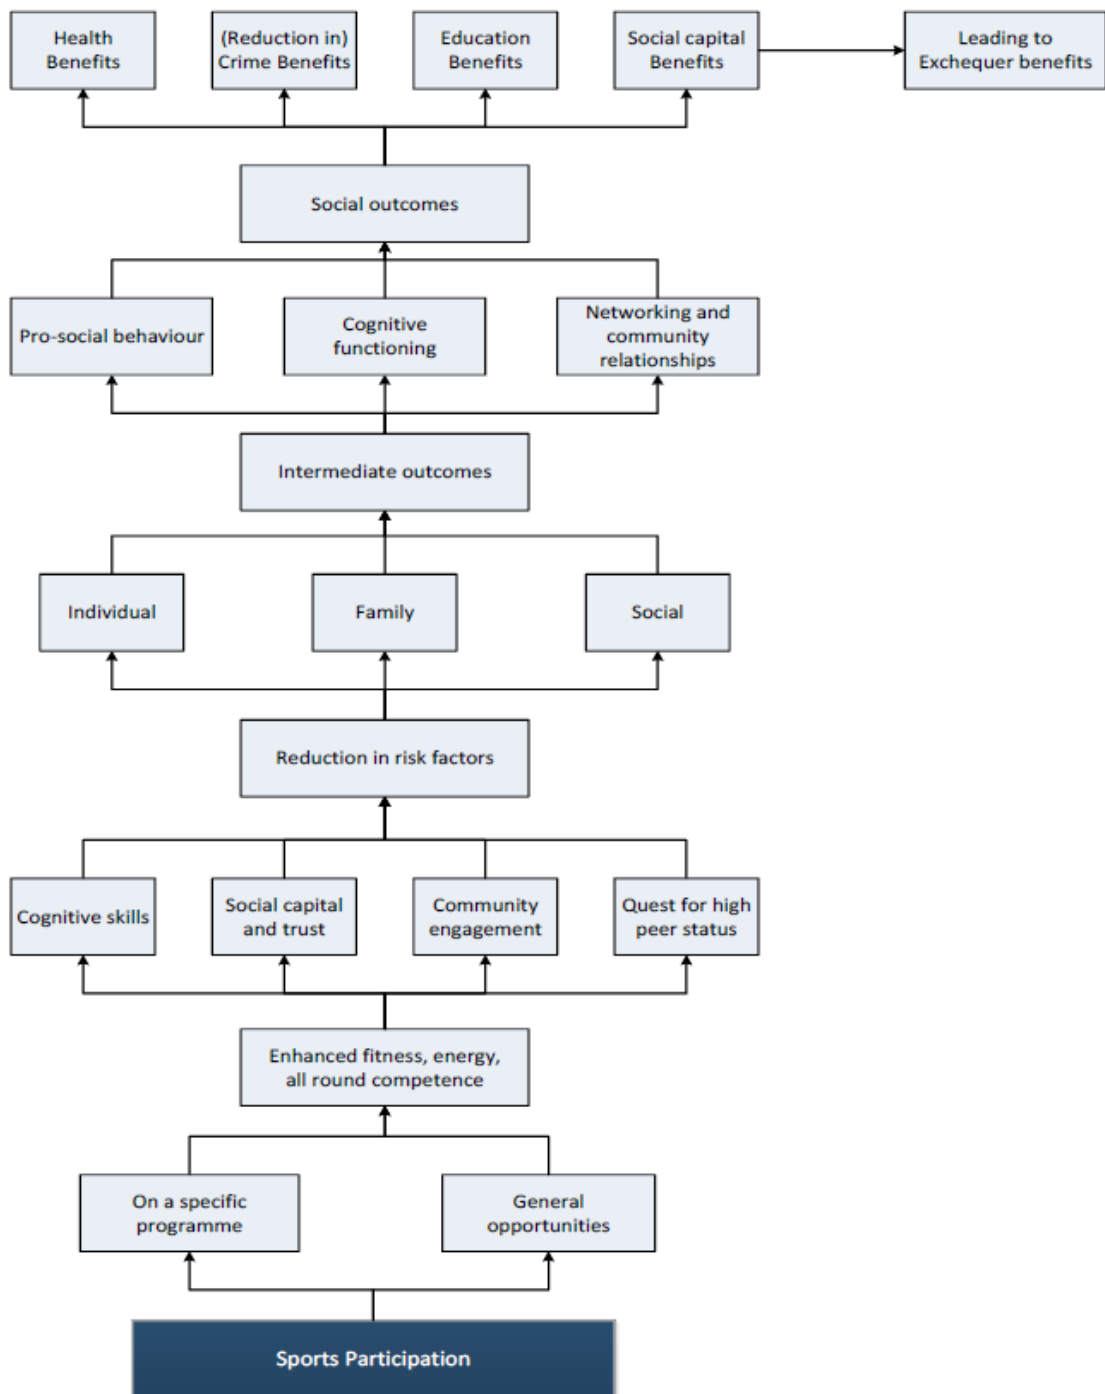 Health
Benefits
(Reduction in)
Crime Benefits
Education
Benefits
Social capital
Benefits
Leading to
Exchequer benefits
Social outcomes
Pro-social behaviour
Cognitive
functioning
Networking and
community
relationships
Intermediate outcomes
Individual
Family
Social
Reduction in risk factors
Cognitive skills
Social capital
and trust
Community
engagement
Quest for high
peer status
Enhanced fitness, energy,
all round competence
On a specific
programme
General
opportunities
Sports Participation